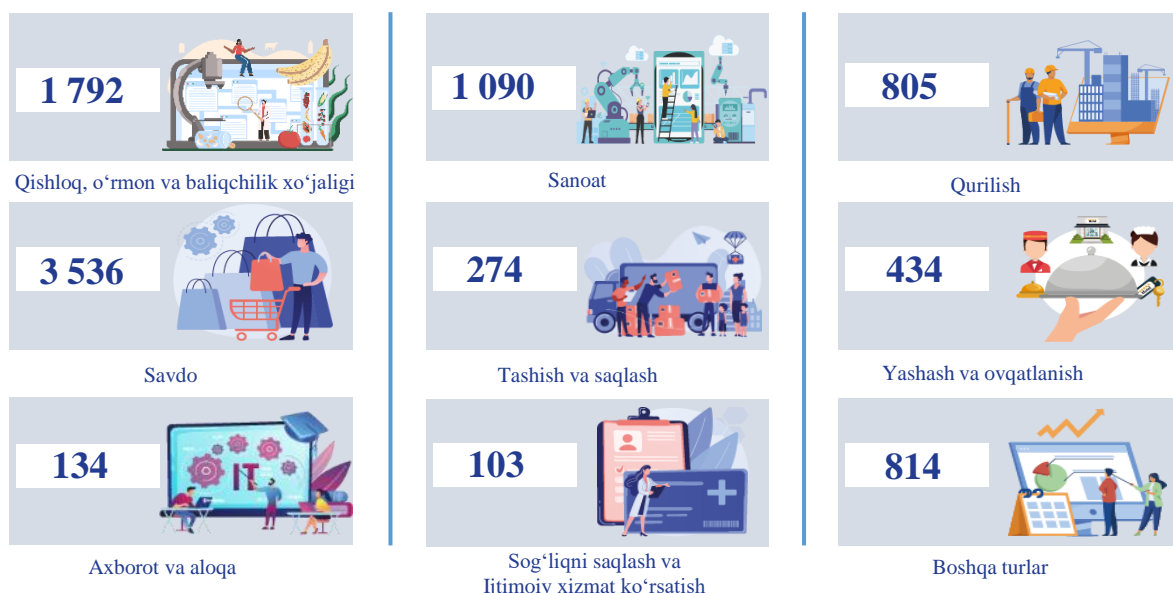 1 792
Qishloq, o‘rmon va baliqchilik xo‘jaligi
1 090
Sanoat
805
Qurilish
3 536
Savdo
274
Tashish va saqlash
434
Yashash va ovqatlanish
134
IT
Axborot va aloqa
103
Sog‘liqni saqlash va
Ijtimoiy xizmat ko‘rsatish
814
Boshqa turlar